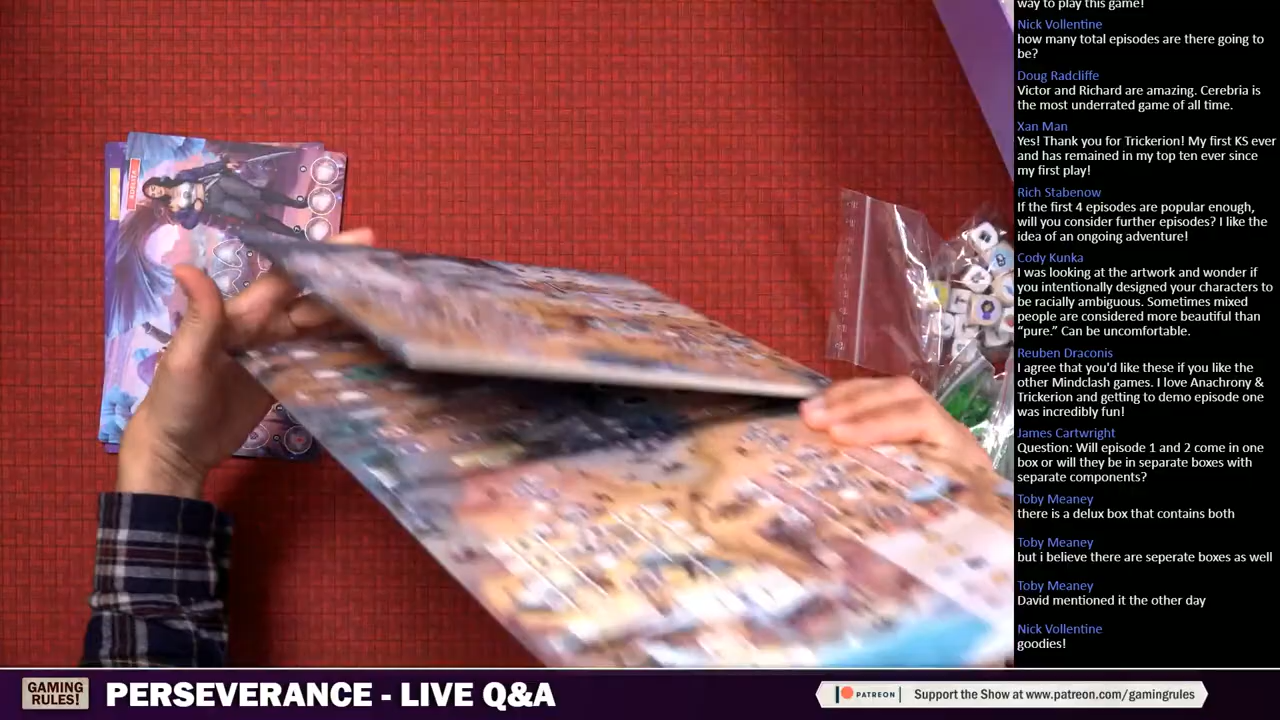 way to play this game!
Nick Vollentine
how many total episodes are there going to
be?
Doug Radcliffe
Victor and Richard are amazing. Cerebria is
the most underrated game of all time.
Xan Man
Yes! Thank you for Trickerion! My first KS ever
and has remained in my top ten ever since
my first play!
Rich Stabenow
If the first 4 episodes are popular enough,
will you consider further episodes? I like the
idea of an ongoing adventure!
Cody Kunka
I was looking at the artwork and wonder if
you intentionally designed your characters to
be racially ambiguous. Sometimes mixed
people are considered more beautiful than
“pure.” Can be uncomfortable.
Reuben Draconis
I agree that you'd like these if you like the
other Mindclash games. I love Anachrony &
Trickerion and getting to demo episode one
was incredibly fun!
James Cartwright
Question: Will episode 1 and 2 come in one
box or will they be in separate boxes with
separate components?
Toby Meaney
there is a delux box that contains both
Toby Meaney
but i believe there are seperate boxes as well
Toby Meaney
David mentioned it the other day
Nick Vollentine
goodies!
GAMING
RULES!
PERSEVERANCE - LIVE Q&A
PATREON
Support the Show at www.patreon.com/gamingrules